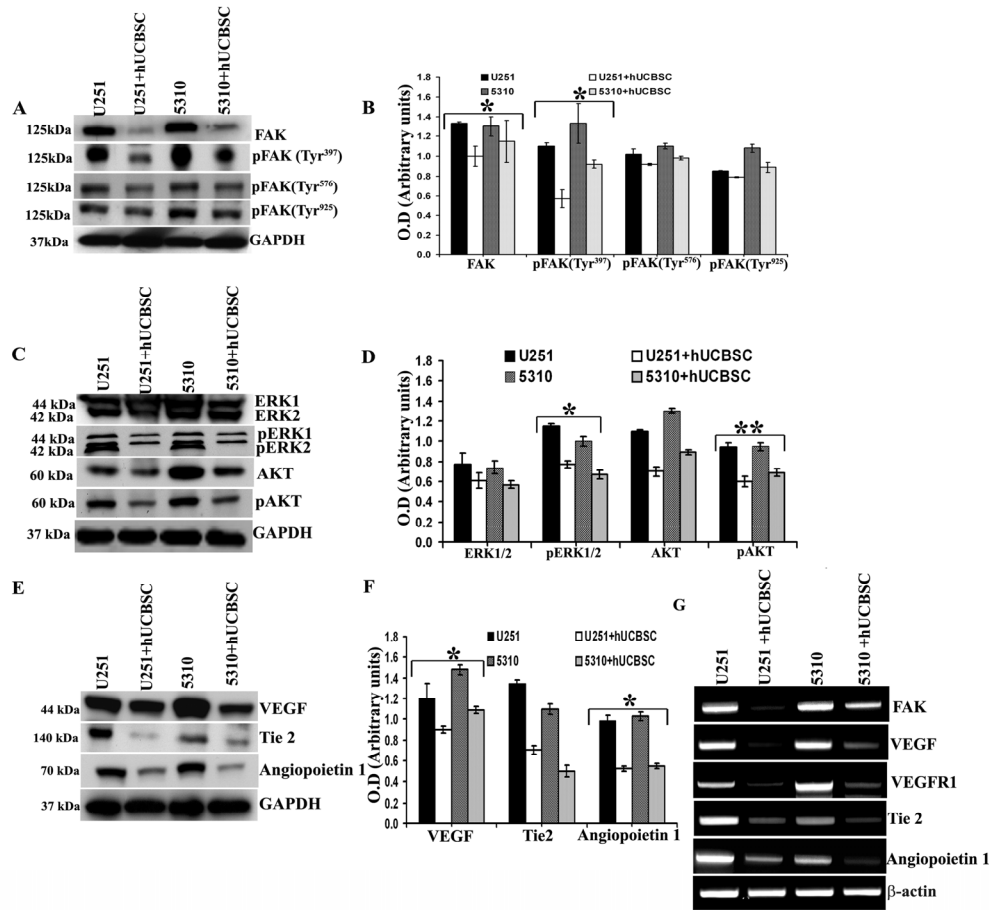 A
U251
U251+hUCBSC
5310
5310+hUCBSC
125kDa
FAK
125kDa
pFAK (Tyr397)
125kDa
pFAK(Tyr576)
125kDa
pFAK(Tyr925)
37kDa
GAPDH
B
U251
U251+hUCBSC
5310
5310+hUCBSC
O.D (Arbitrary units)
1.8
1.6
1.4
1.2
1.0
0.8
0.6
0.4
0.2
0.0
*
*
FAK
pFAK(Tyr397)
pFAK(Tyr576)
pFAK(Tyr925)
C
U251
U251+hUCBSC
5310
5310+hUCBSC
44 kDa
ERK1
42 kDa
ERK2
44 kDa
pERK1
42 kDa
pERK2
60 kDa
AKT
60 kDa
pAKT
37 kDa
GAPDH
D
U251
U251+hUCBSC
5310
5310+hUCBSC
O.D (Arbitrary units)
1.8
1.6
1.4
1.2
1.0
0.8
0.6
0.4
0.2
0.0
*
**
ERK1/2
pERK1/2
AKT
pAKT
E
U251
U251+hUCBSC
5310
5310+hUCBSC
44 kDa
VEGF
140 kDa
Tie 2
70 kDa
Angiopoietin 1
37 kDa
GAPDH
F
U251
U251+hUCBSC
5310
5310+hUCBSC
O.D (Arbitrary units)
1.8
1.6
1.4
1.2
1.0
0.8
0.6
0.4
0.2
0.0
*
*
VEGF
Tie2
Angiopoietin 1
G
U251
U251 +hUCBSC
5310
5310 +hUCBSC
FAK
VEGF
VEGFR1
Tie 2
Angiopoietin 1
β-actin